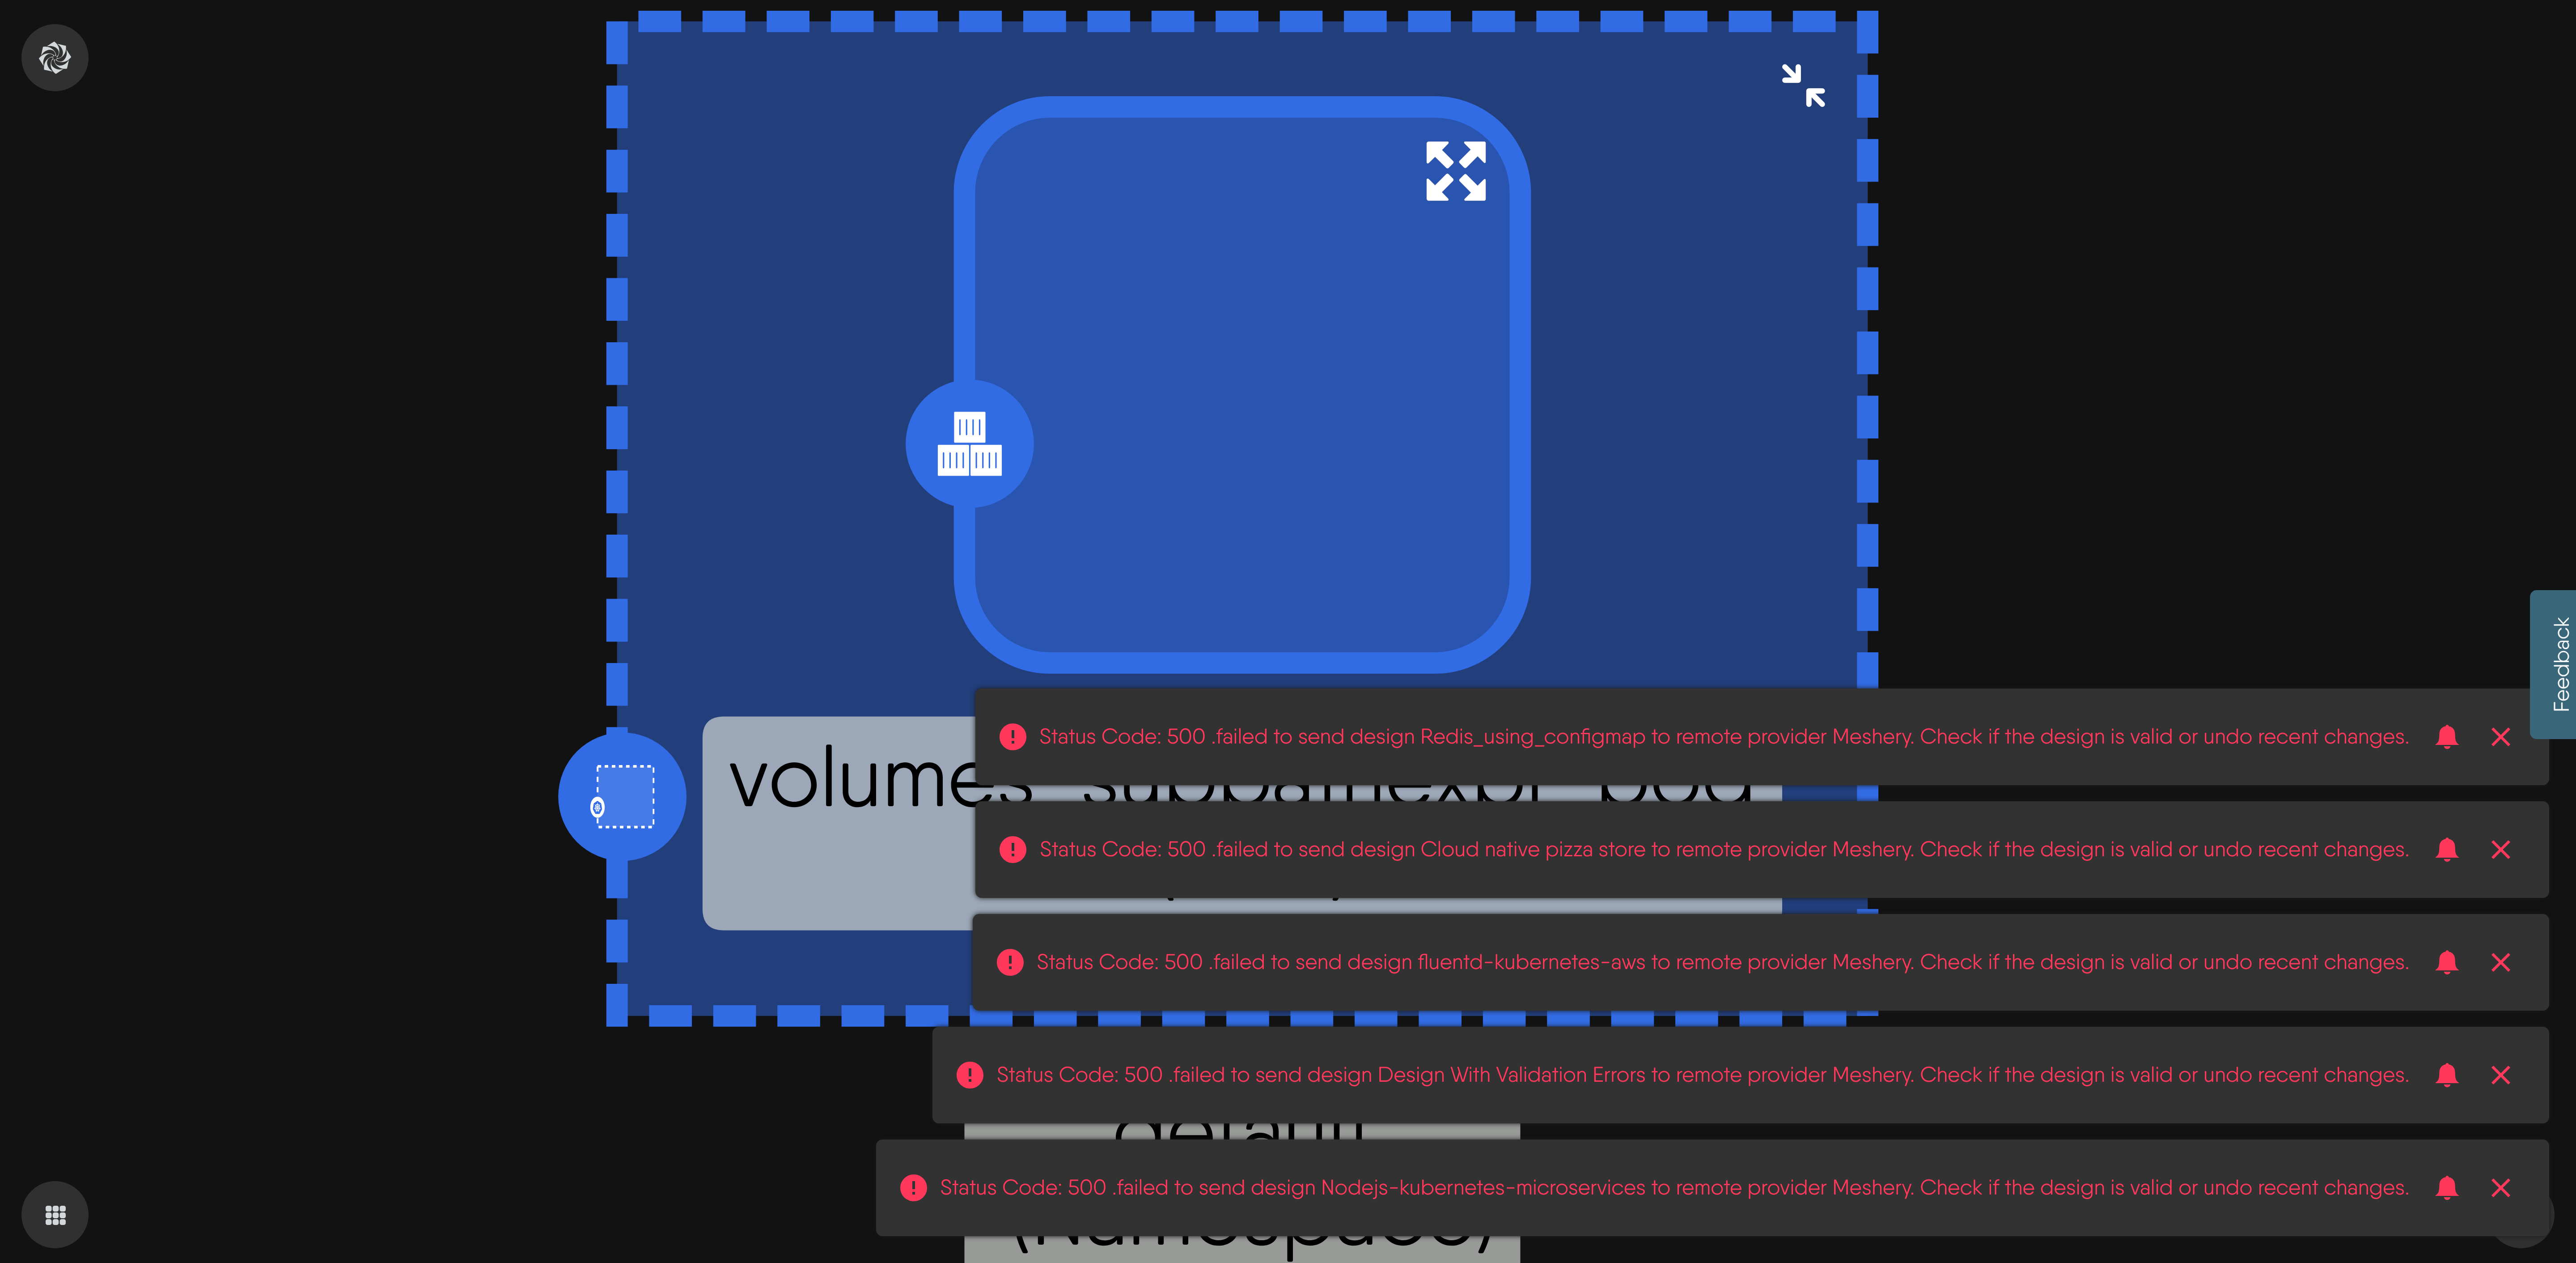 Feedback
Status Code: 500 .failed to send design Redis_using_configmap to remote provider Meshery. Check if the design is valid or undo recent changes.
volumes
Status Code: 500 .failed to send design Cloud native pizza store to remote provider Meshery. Check if the design is valid or undo recent changes.
Status Code: 500 .failed to send design fluentd-kubernetes-aws to remote provider Meshery. Check if the design is valid or undo recent changes.
Status Code: 500 .failed to send design Design With Validation Errors to remote provider Meshery. Check if the design is valid or undo recent changes.
default
Status Code: 500 .failed to send design Nodejs-kubernetes-microservices to remote provider Meshery. Check if the design is valid or undo recent changes.
(Namespace)